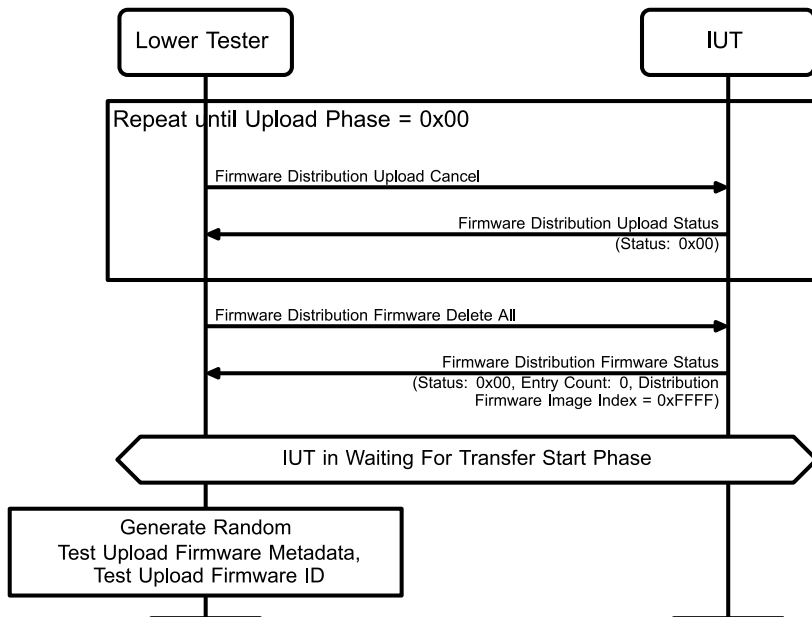 Lower Tester
IUT
Repeat until Upload Phase = 0x00
Firmware Distribution Upload Cancel
Firmware Distribution Upload Status
(Status: 0x00)
Firmware Distribution Firmware Delete All
Firmware Distribution Firmware Status
(Status: 0x00, Entry Count: 0, Distribution
Firmware Image Index = 0xFFFF)
IUT in Waiting For Transfer Start Phase
Generate Random
Test Upload Firmware Metadata,
Test Upload Firmware ID